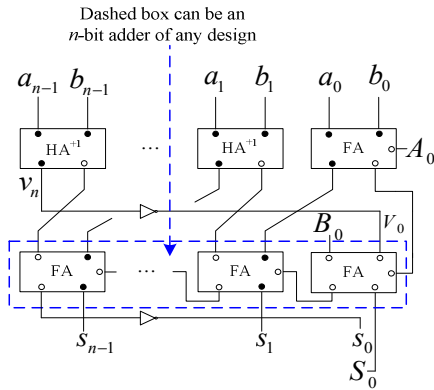 Dashed box can be an
n-bit adder of any design
a_{n-1} b_{n-1} a_1 b_1 a_0 b_0
HA^{+1} ... HA^{+1} FA A_0
v_n B_0 V_0
FA ... FA FA
s_{n-1} s_1 s_0
S_0